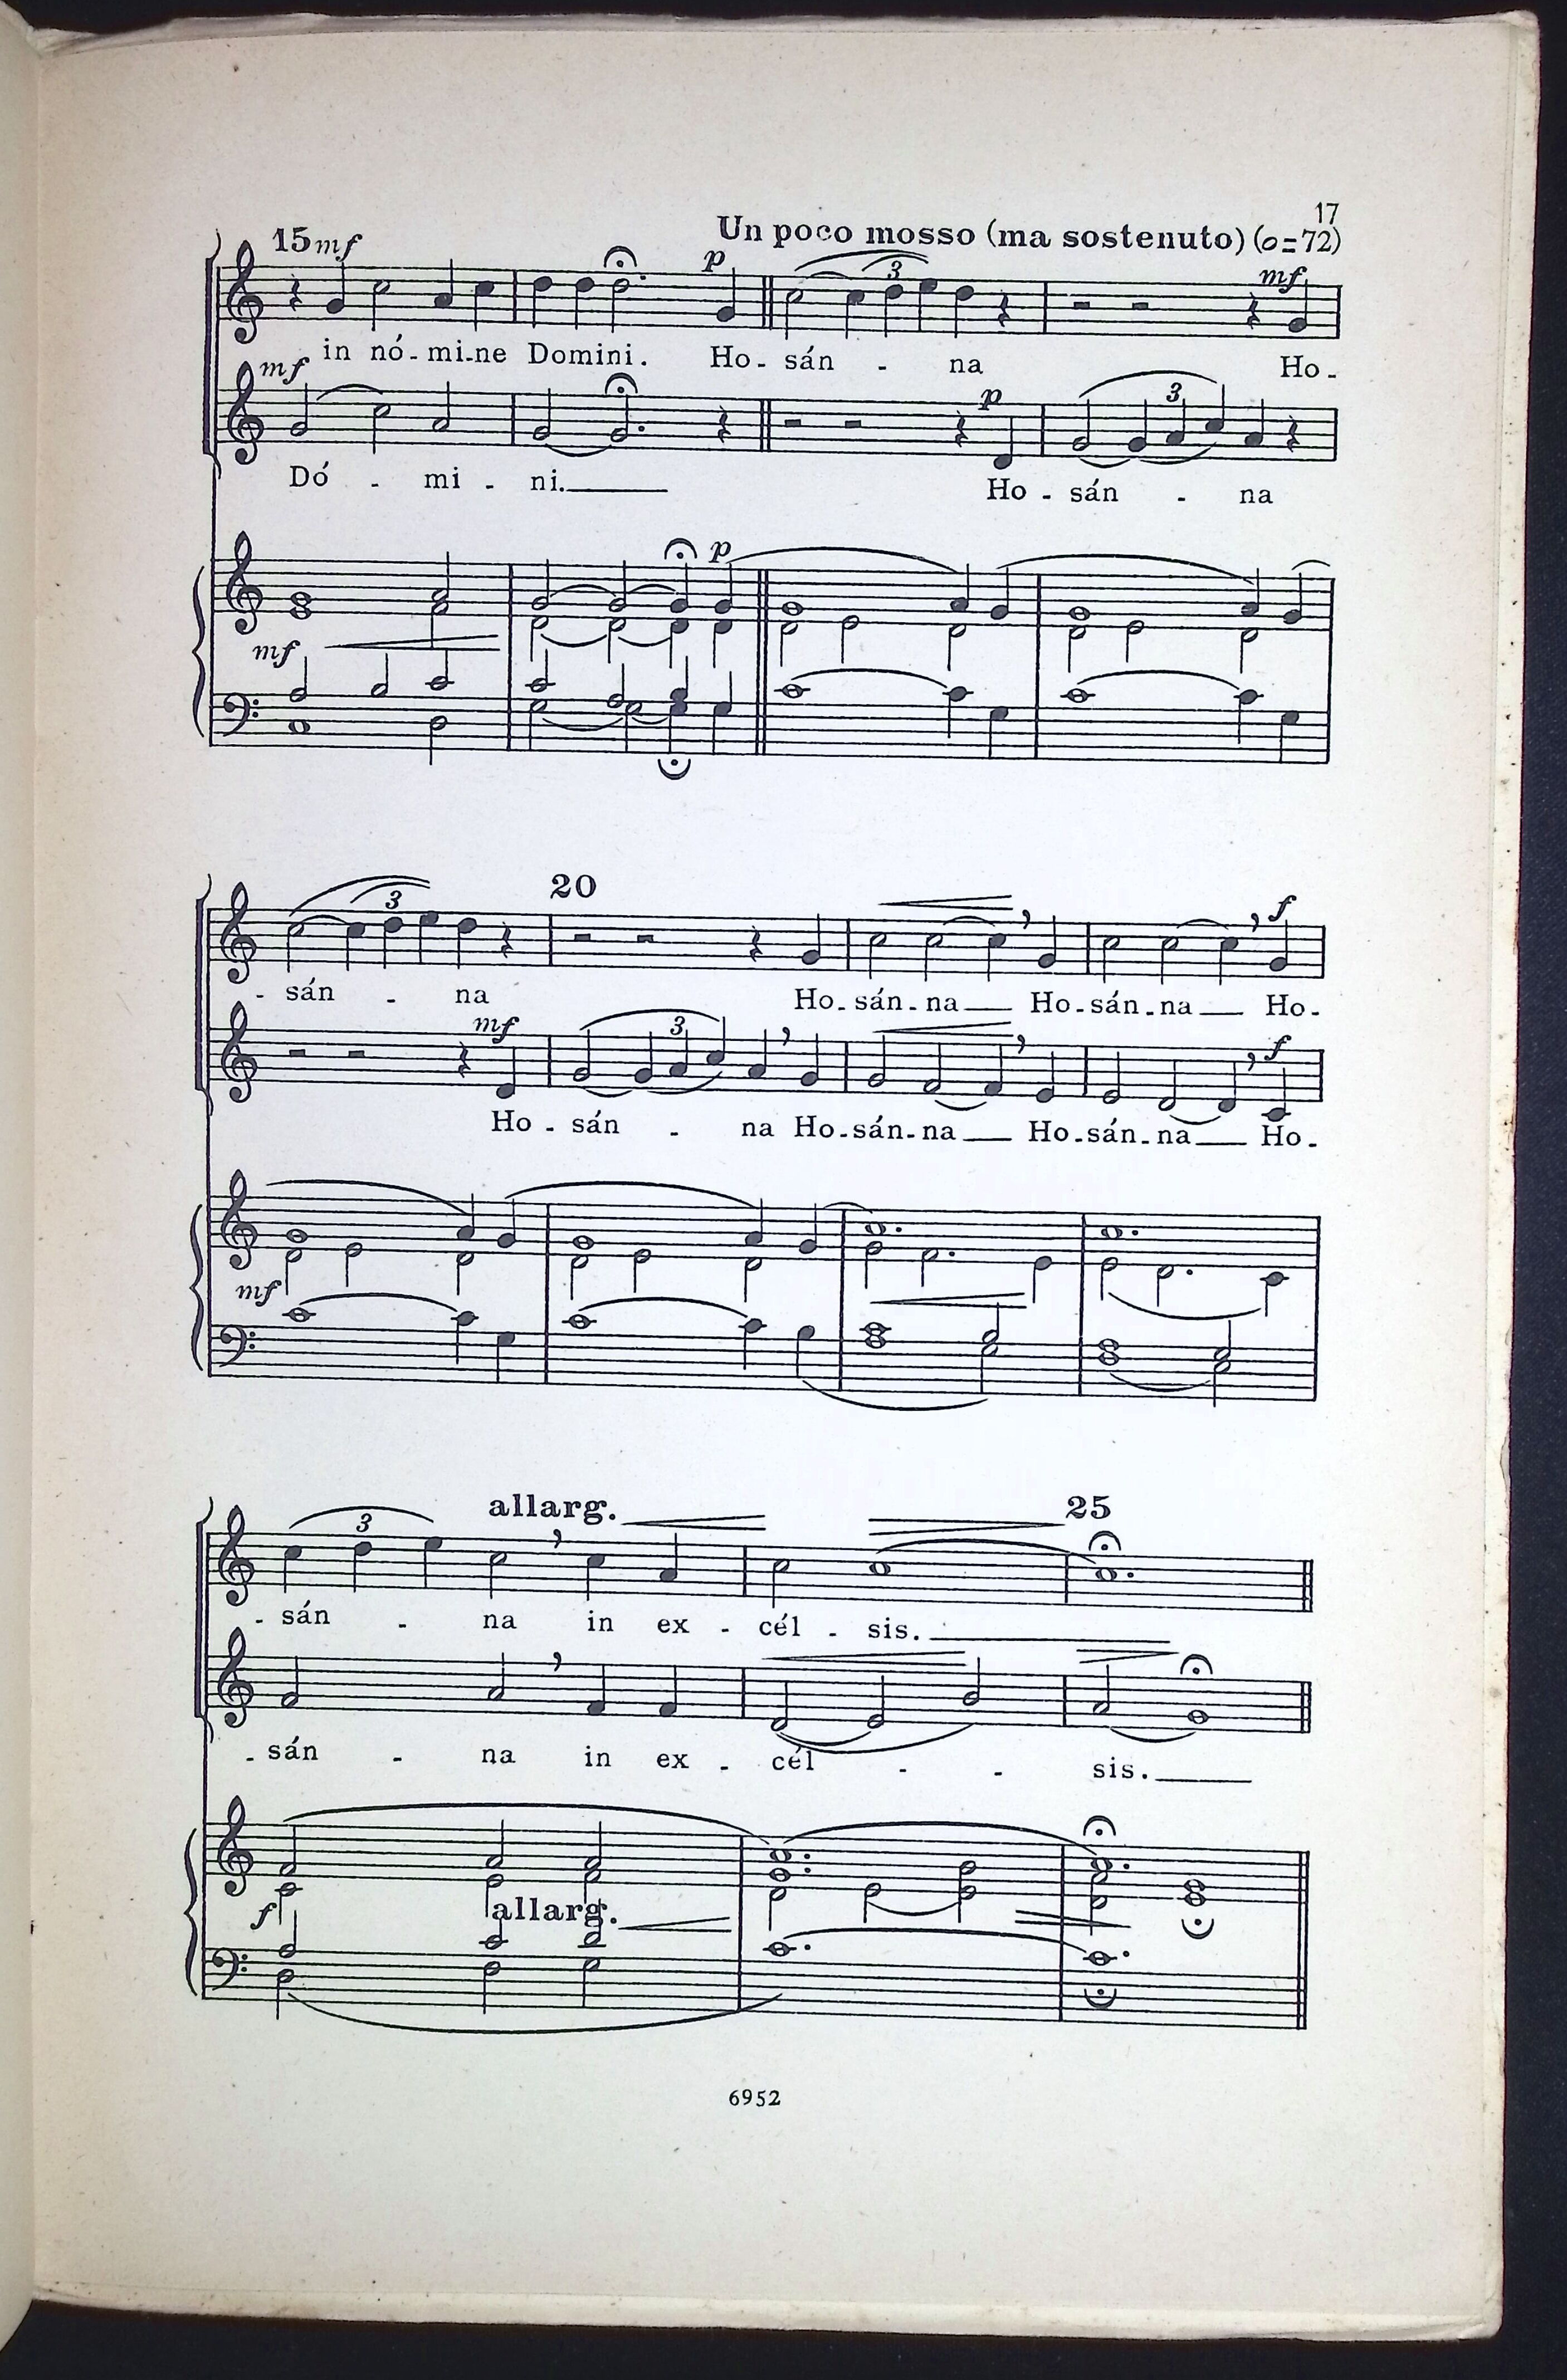 17
15 mf Un poco mosso (ma sostenuto) (o=72)
p 3 mf
in nó-mi-ne Domini. Ho-sán - na Ho-
mf p 3
Dó - mi - ni. Ho-sán - na
p
mf
20
3 f
-sán - na Ho-sán-na Ho-sán-na Ho-
mf 3 f
Ho-sán - na Ho-sán-na Ho-sán-na Ho-
mf
allarg. 25
3
-sán - na in ex - cél - sis.
-sán - na in ex - cél - - sis.
f allarg.
6952